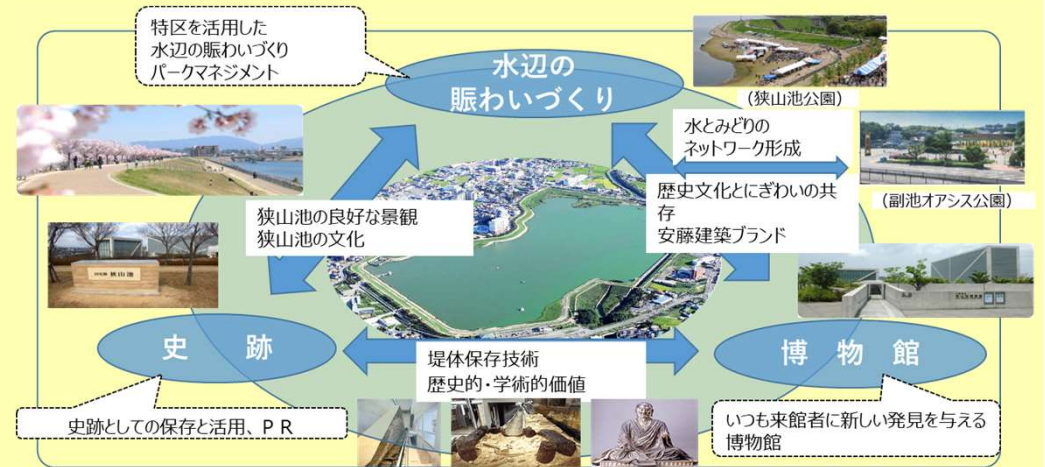 特区を活用した
水辺の賑わいづくり
パークマネジメント
水辺の
賑わいづくり
(狭山池公園)
水とみどりの
ネットワーク形成
(副池オアシス公園)
狭山池の良好な景観
狭山池の文化
歴史文化とにぎわいの共
存
安藤建築ブランド
狭山池
史　跡
堤体保存技術
歴史的・学術的価値
博 物 館
史跡としての保存と活用、ＰＲ
いつも来館者に新しい発見を与える
博物館